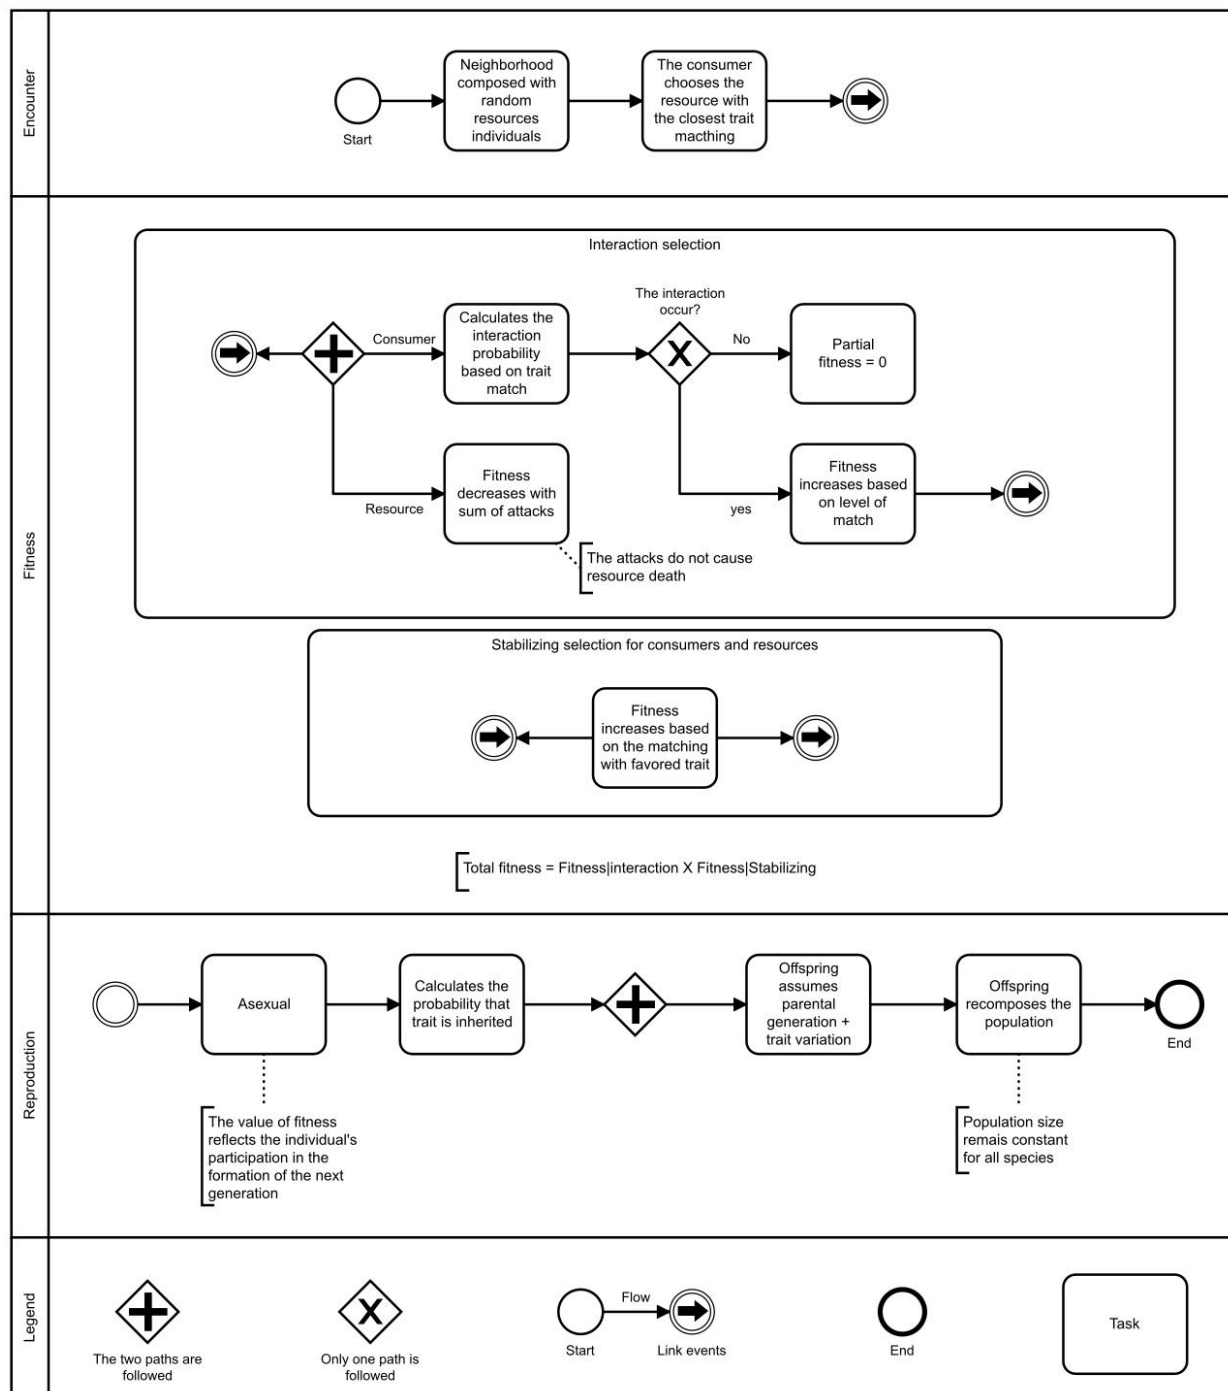 Encounter
Start
Neighborhood
composed with
random
resources
individuals
The consumer
chooses the
resource with
the closest trait
macthing
Fitness
Interaction selection
Consumer
Calculates the
interaction
probability
based on trait
match
The interaction
occur?
No
Partial
fitness = 0
Resource
Fitness
decreases with
sum of attacks
The attacks do not cause
resource death
yes
Fitness
increases based
on level of
match
Stabilizing selection for consumers and resources
Fitness
increases based
on the matching
with favored trait
Total fitness = Fitness|interaction X Fitness|Stabilizing
Reproduction
Asexual
The value of fitness
reflects the individual's
participation in the
formation of the next
generation
Calculates the
probability that
trait is inherited
Offspring
assumes
parental
generation +
trait variation
Offspring
recomposes the
population
Population size
remais constant
for all species
End
Legend
The two paths are
followed
Only one path is
followed
Flow
Start
Link events
End
Task